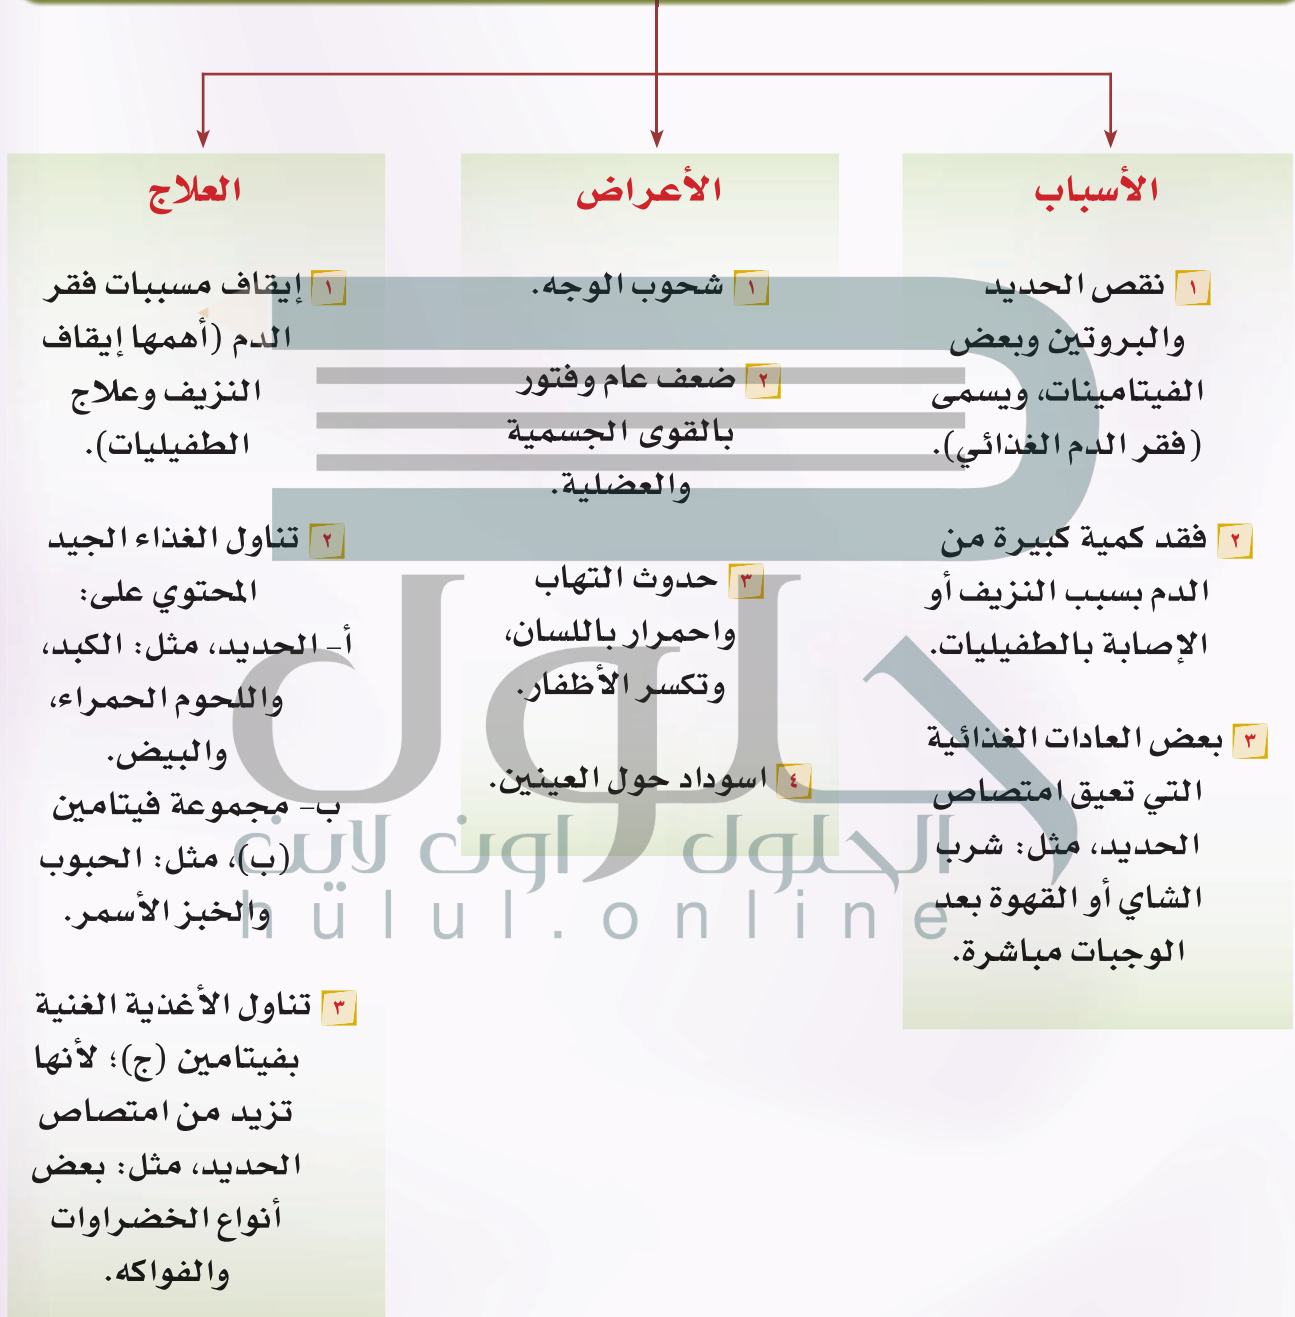 الأسباب
١ نقص الحديد
والبروتين وبعض
الفيتامينات، ويسمى
(فقر الدم الغذائي).
٢ فقد كمية كبيرة من
الدم بسبب النزيف أو
الإصابة بالطفيليات.
٣ بعض العادات الغذائية
التي تعيق امتصاص
الحديد، مثل: شرب
الشاي أو القهوة بعد
الوجبات مباشرة.
الأعراض
١ شحوب الوجه.
٢ ضعف عام وفتور
بالقوى الجسمية
والعضلية.
٣ حدوث التهاب
واحمرار باللسان،
وتكسر الأظفار.
٤ اسوداد حول العينين.
العلاج
١ إيقاف مسببات فقر
الدم (أهمها إيقاف
النزيف وعلاج
الطفيليات).
٢ تناول الغذاء الجيد
المحتوي على:
أ- الحديد، مثل: الكبد،
واللحوم الحمراء،
والبيض.
ب- مجموعة فيتامين
(ب)، مثل: الحبوب
والخبز الأسمر.
٣ تناول الأغذية الغنية
بفيتامين (ج)؛ لأنها
تزيد من امتصاص
الحديد، مثل: بعض
أنواع الخضراوات
والفواكه.
حلول
الحلول اون لاين
hülul.online